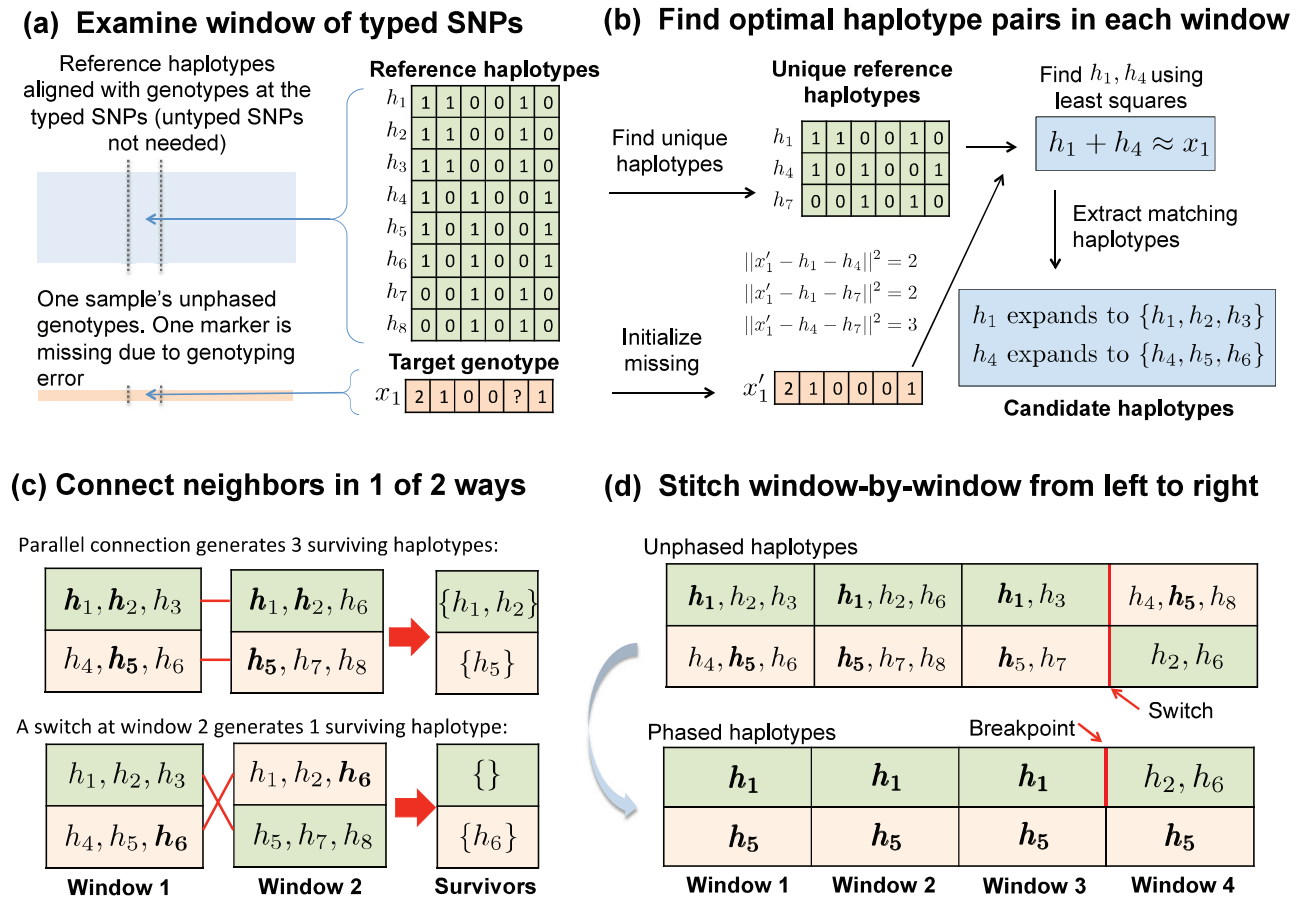 (a) Examine window of typed SNPs
Reference haplotypes
aligned with genotypes at the
typed SNPs (untyped SNPs
not needed)
One sample's unphased
genotypes. One marker is
missing due to genotyping
error
Reference haplotypes
h₁ 1 1 0 0 1 0
h₂ 1 1 0 0 1 0
h₃ 1 1 0 0 1 0
h₄ 1 0 1 0 0 1
h₅ 1 0 1 0 0 1
h₆ 1 0 1 0 0 1
h₇ 0 0 1 0 1 0
h₈ 0 0 1 0 1 0
Target genotype
x₁ 2 1 0 0 ? 1
(b) Find optimal haplotype pairs in each window
Find unique
haplotypes
Initialize
missing
Unique reference
haplotypes
h₁ 1 1 0 0 1 0
h₄ 1 0 1 0 0 1
h₇ 0 0 1 0 1 0
||x′₁ − h₁ − h₄||² = 2
||x′₁ − h₁ − h₇||² = 2
||x′₁ − h₄ − h₇||² = 3
x′₁ 2 1 0 0 0 1
Find h₁, h₄ using
least squares
h₁ + h₄ ≈ x₁
Extract matching
haplotypes
h₁ expands to {h₁, h₂, h₃}
h₄ expands to {h₄, h₅, h₆}
Candidate haplotypes
(c) Connect neighbors in 1 of 2 ways
Parallel connection generates 3 surviving haplotypes:
h₁, h₂, h₃ h₁, h₂, h₆ {h₁, h₂}
h₄, h₅, h₆ h₅, h₇, h₈ {h₅}
A switch at window 2 generates 1 surviving haplotype:
h₁, h₂, h₃ h₁, h₂, h₆ {}
h₄, h₅, h₆ h₅, h₇, h₈ {h₆}
Window 1 Window 2 Survivors
(d) Stitch window-by-window from left to right
Unphased haplotypes
h₁, h₂, h₃ h₁, h₂, h₆ h₁, h₃ h₄, h₅, h₈
h₄, h₅, h₆ h₅, h₇, h₈ h₅, h₇ h₂, h₆
Switch
Breakpoint
Phased haplotypes
h₁ h₁ h₁ h₂, h₆
h₅ h₅ h₅ h₅
Window 1 Window 2 Window 3 Window 4